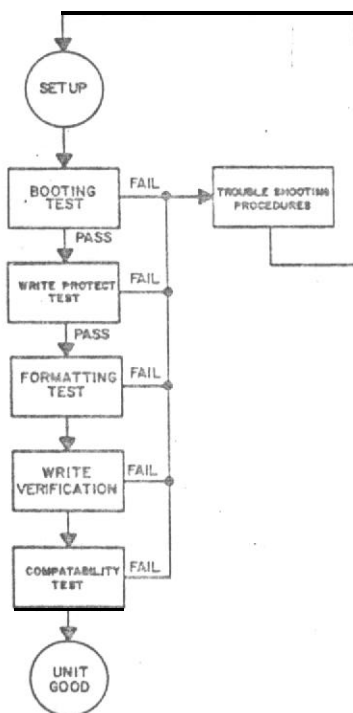 SETUP
BOOTING
TEST
FAIL
TROUBLE SHOOTING
PROCEDURES
PASS
WRITE PROTECT
TEST
FAIL
PASS
FORMATTING
TEST
FAIL
WRITE
VERIFICATION
FAIL
COMPATABILITY
TEST
FAIL
UNIT
GOOD